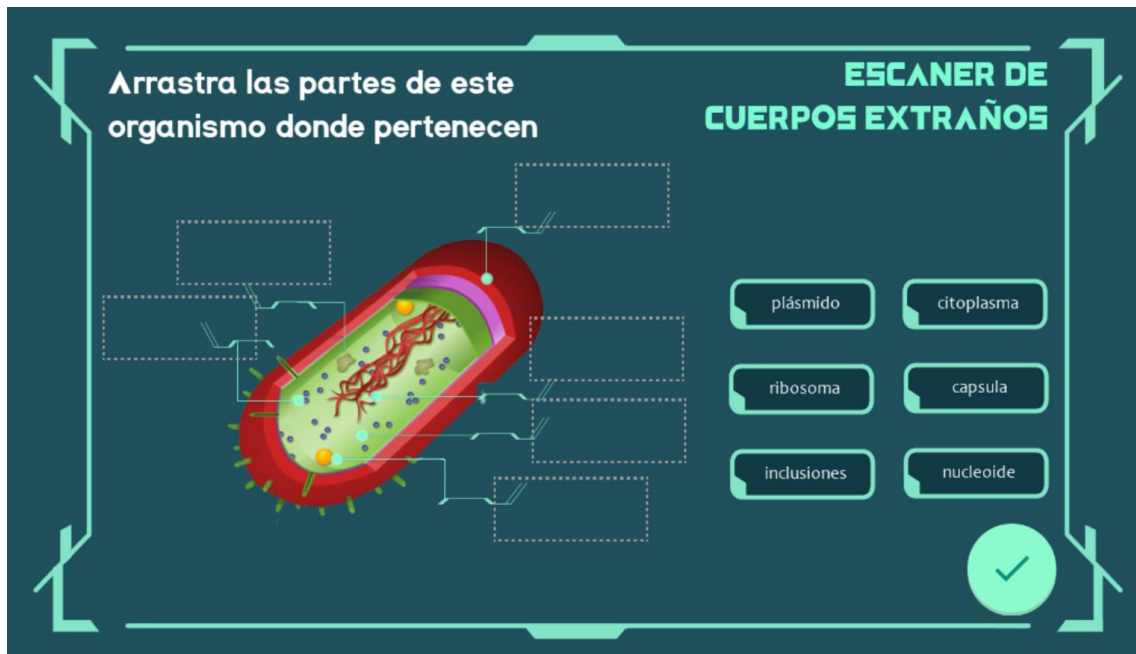 Arrastra las partes de este
organismo donde pertenecen
ESCANER DE
CUERPOS EXTRAÑOS
plásmido
citoplasma
ribosoma
capsula
inclusiones
nucleoide